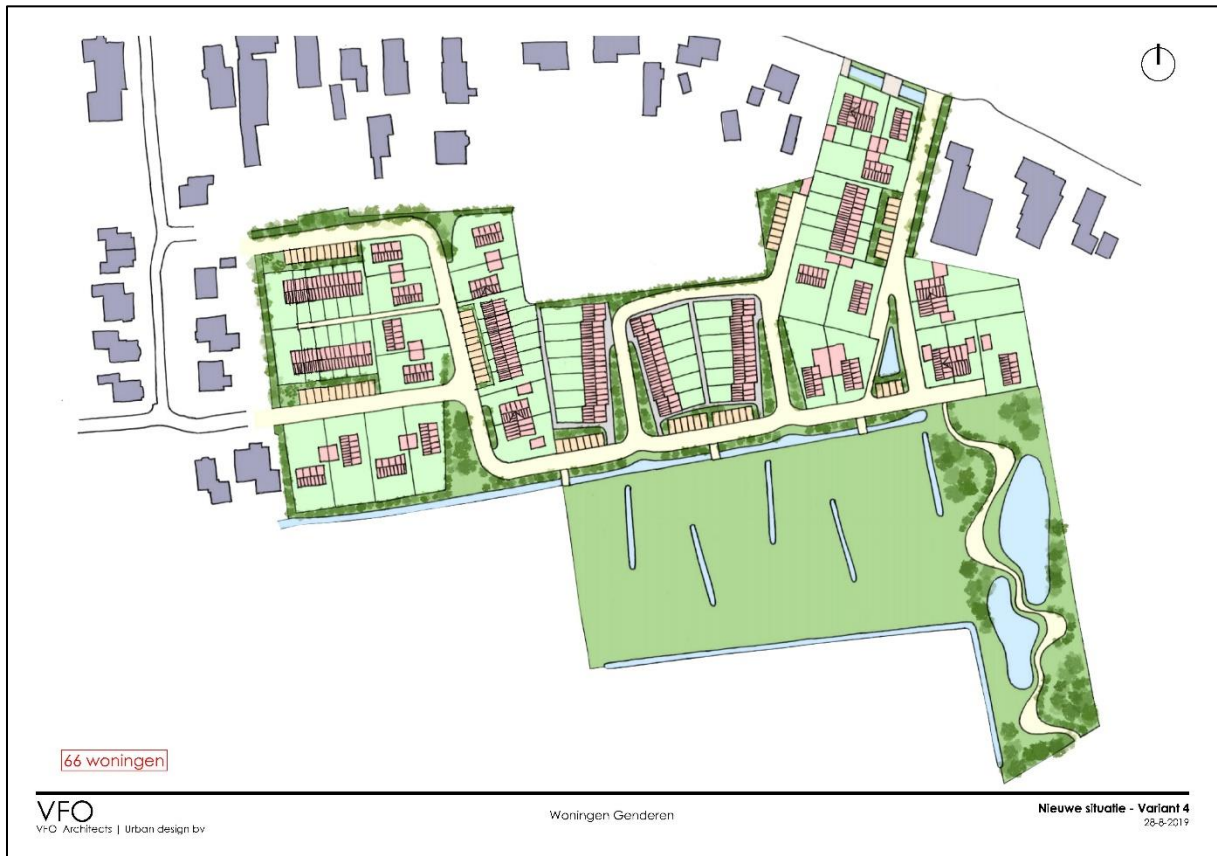 66 woningen
VFO
VFO Architects | Urban design bv
Woningen Genderen
Nieuwe situatie - Variant 4
28-8-2019